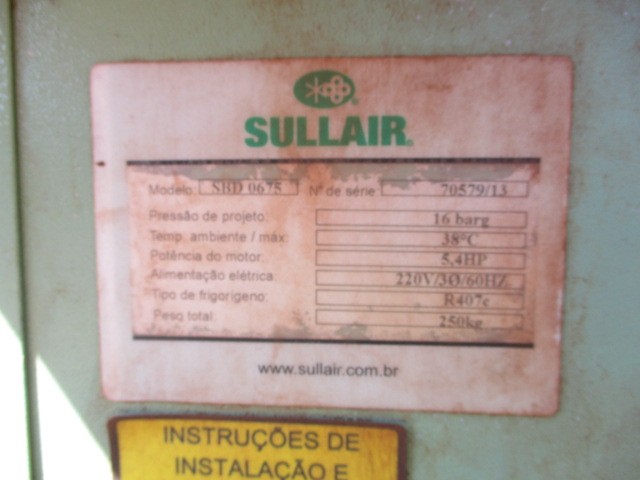 SULLAIR®
Modelo: SBD 0675 Nº de série: 70579/13
Pressão de projeto: 16 barg
Temp. ambiente / máx: 38°C
Potência do motor: 5,4HP
Alimentação elétrica: 220V/3Ø/60HZ
Tipo de frigorígeno: R407c
Peso total: 250kg
www.sullair.com.br
INSTRUÇÕES DE
INSTALAÇÃO E